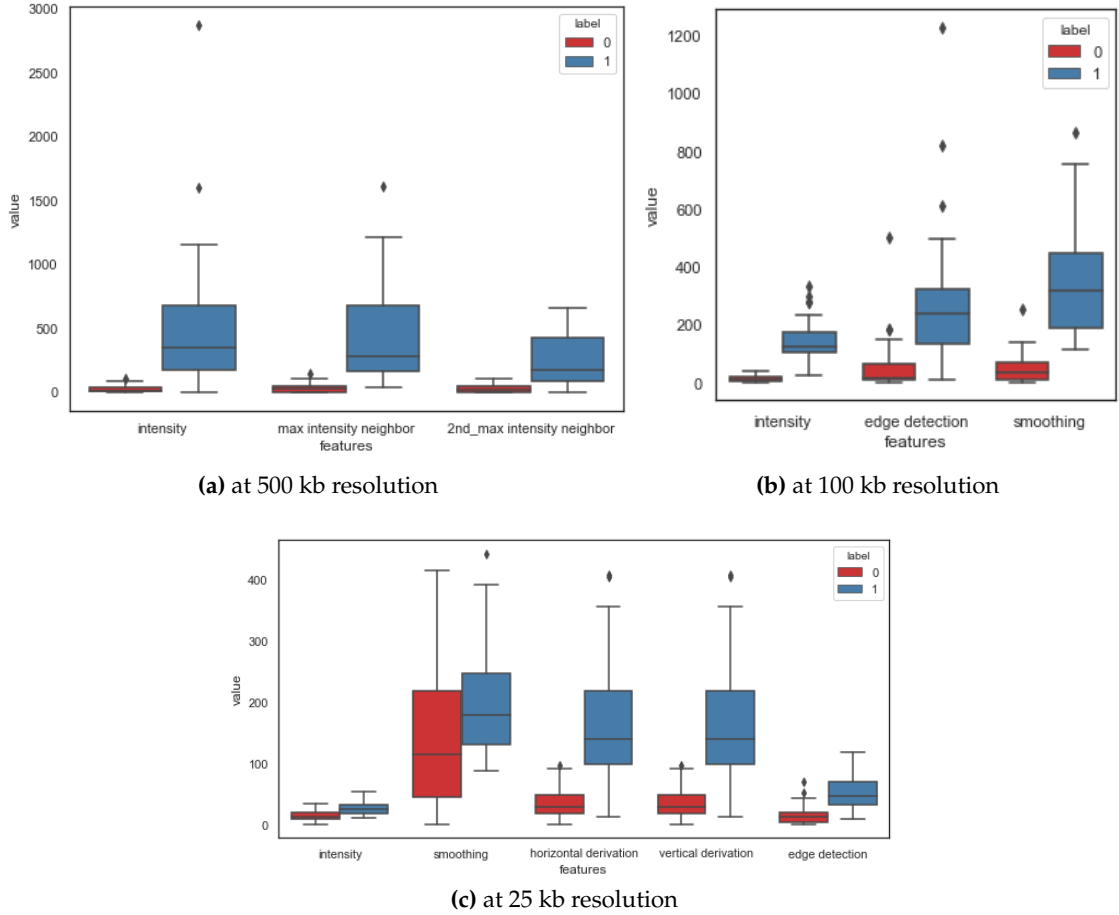 3000
2500
2000
1500
1000
500
0
value
label
0
1
intensity
max intensity neighbor
2nd_max intensity neighbor
features
(a) at 500 kb resolution
1200
1000
800
600
400
200
0
value
label
0
1
intensity
edge detection
smoothing
features
(b) at 100 kb resolution
400
300
200
100
0
value
label
0
1
intensity
smoothing
horizontal derivation
vertical derivation
edge detection
features
(c) at 25 kb resolution